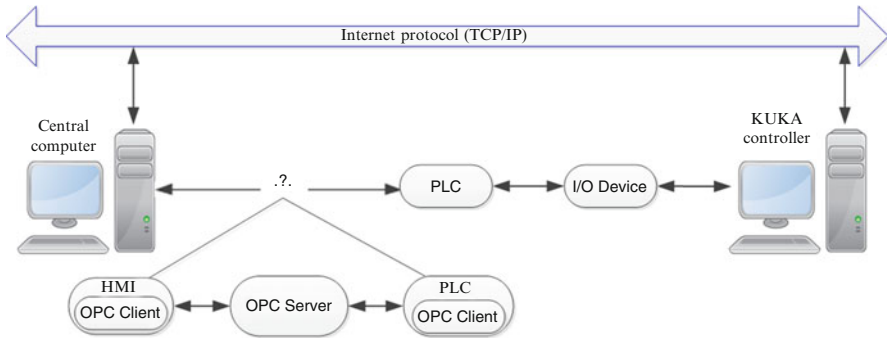 Internet protocol (TCP/IP)
Central
computer
KUKA
controller
.?.
PLC
I/O Device
HMI
OPC Client
OPC Server
PLC
OPC Client